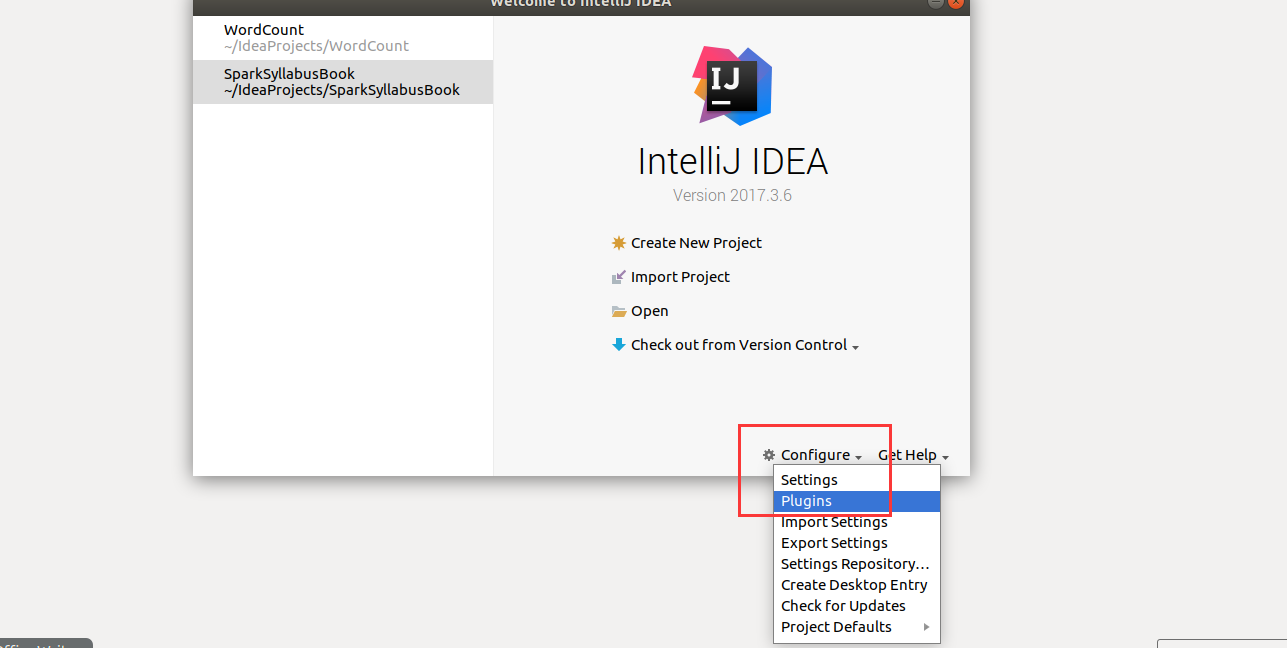 Welcome to IntelliJ IDEA
WordCount
~/IdeaProjects/WordCount
SparkSyllabusBook
~/IdeaProjects/SparkSyllabusBook
IJ
IntelliJ IDEA
Version 2017.3.6
Create New Project
Import Project
Open
Check out from Version Control
Configure
Get Help
Settings
Plugins
Import Settings
Export Settings
Settings Repository...
Create Desktop Entry
Check for Updates
Project Defaults